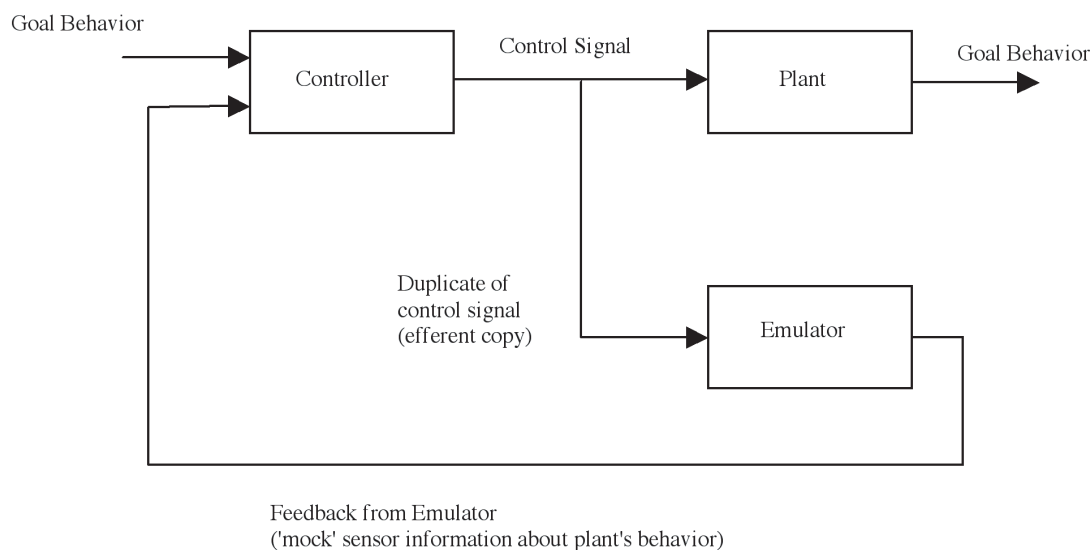 Goal Behavior
Controller
Control Signal
Plant
Goal Behavior
Duplicate of
control signal
(efferent copy)
Emulator
Feedback from Emulator
('mock' sensor information about plant's behavior)